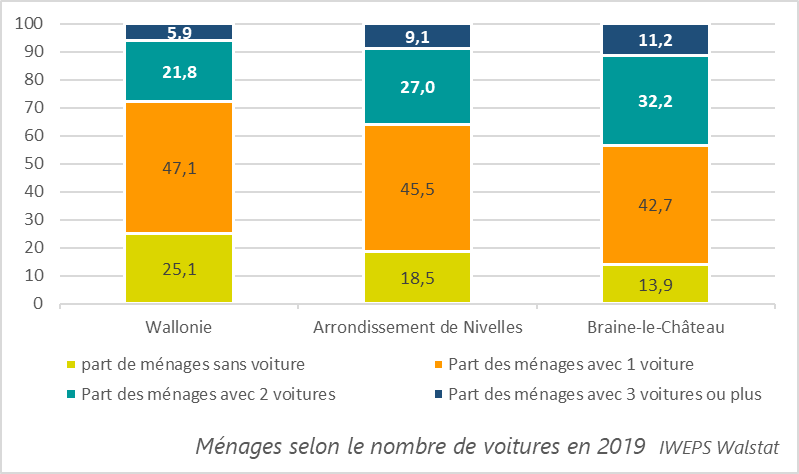 100
90
80
70
60
50
40
30
20
10
0
5,9
9,1
11,2
21,8
27,0
32,2
47,1
45,5
42,7
25,1
18,5
13,9
Wallonie
Arrondissement de Nivelles
Braine-le-Château
part de ménages sans voiture
Part des ménages avec 1 voiture
Part des ménages avec 2 voitures
Part des ménages avec 3 voitures ou plus
Ménages selon le nombre de voitures en 2019 IWEPS Walstat